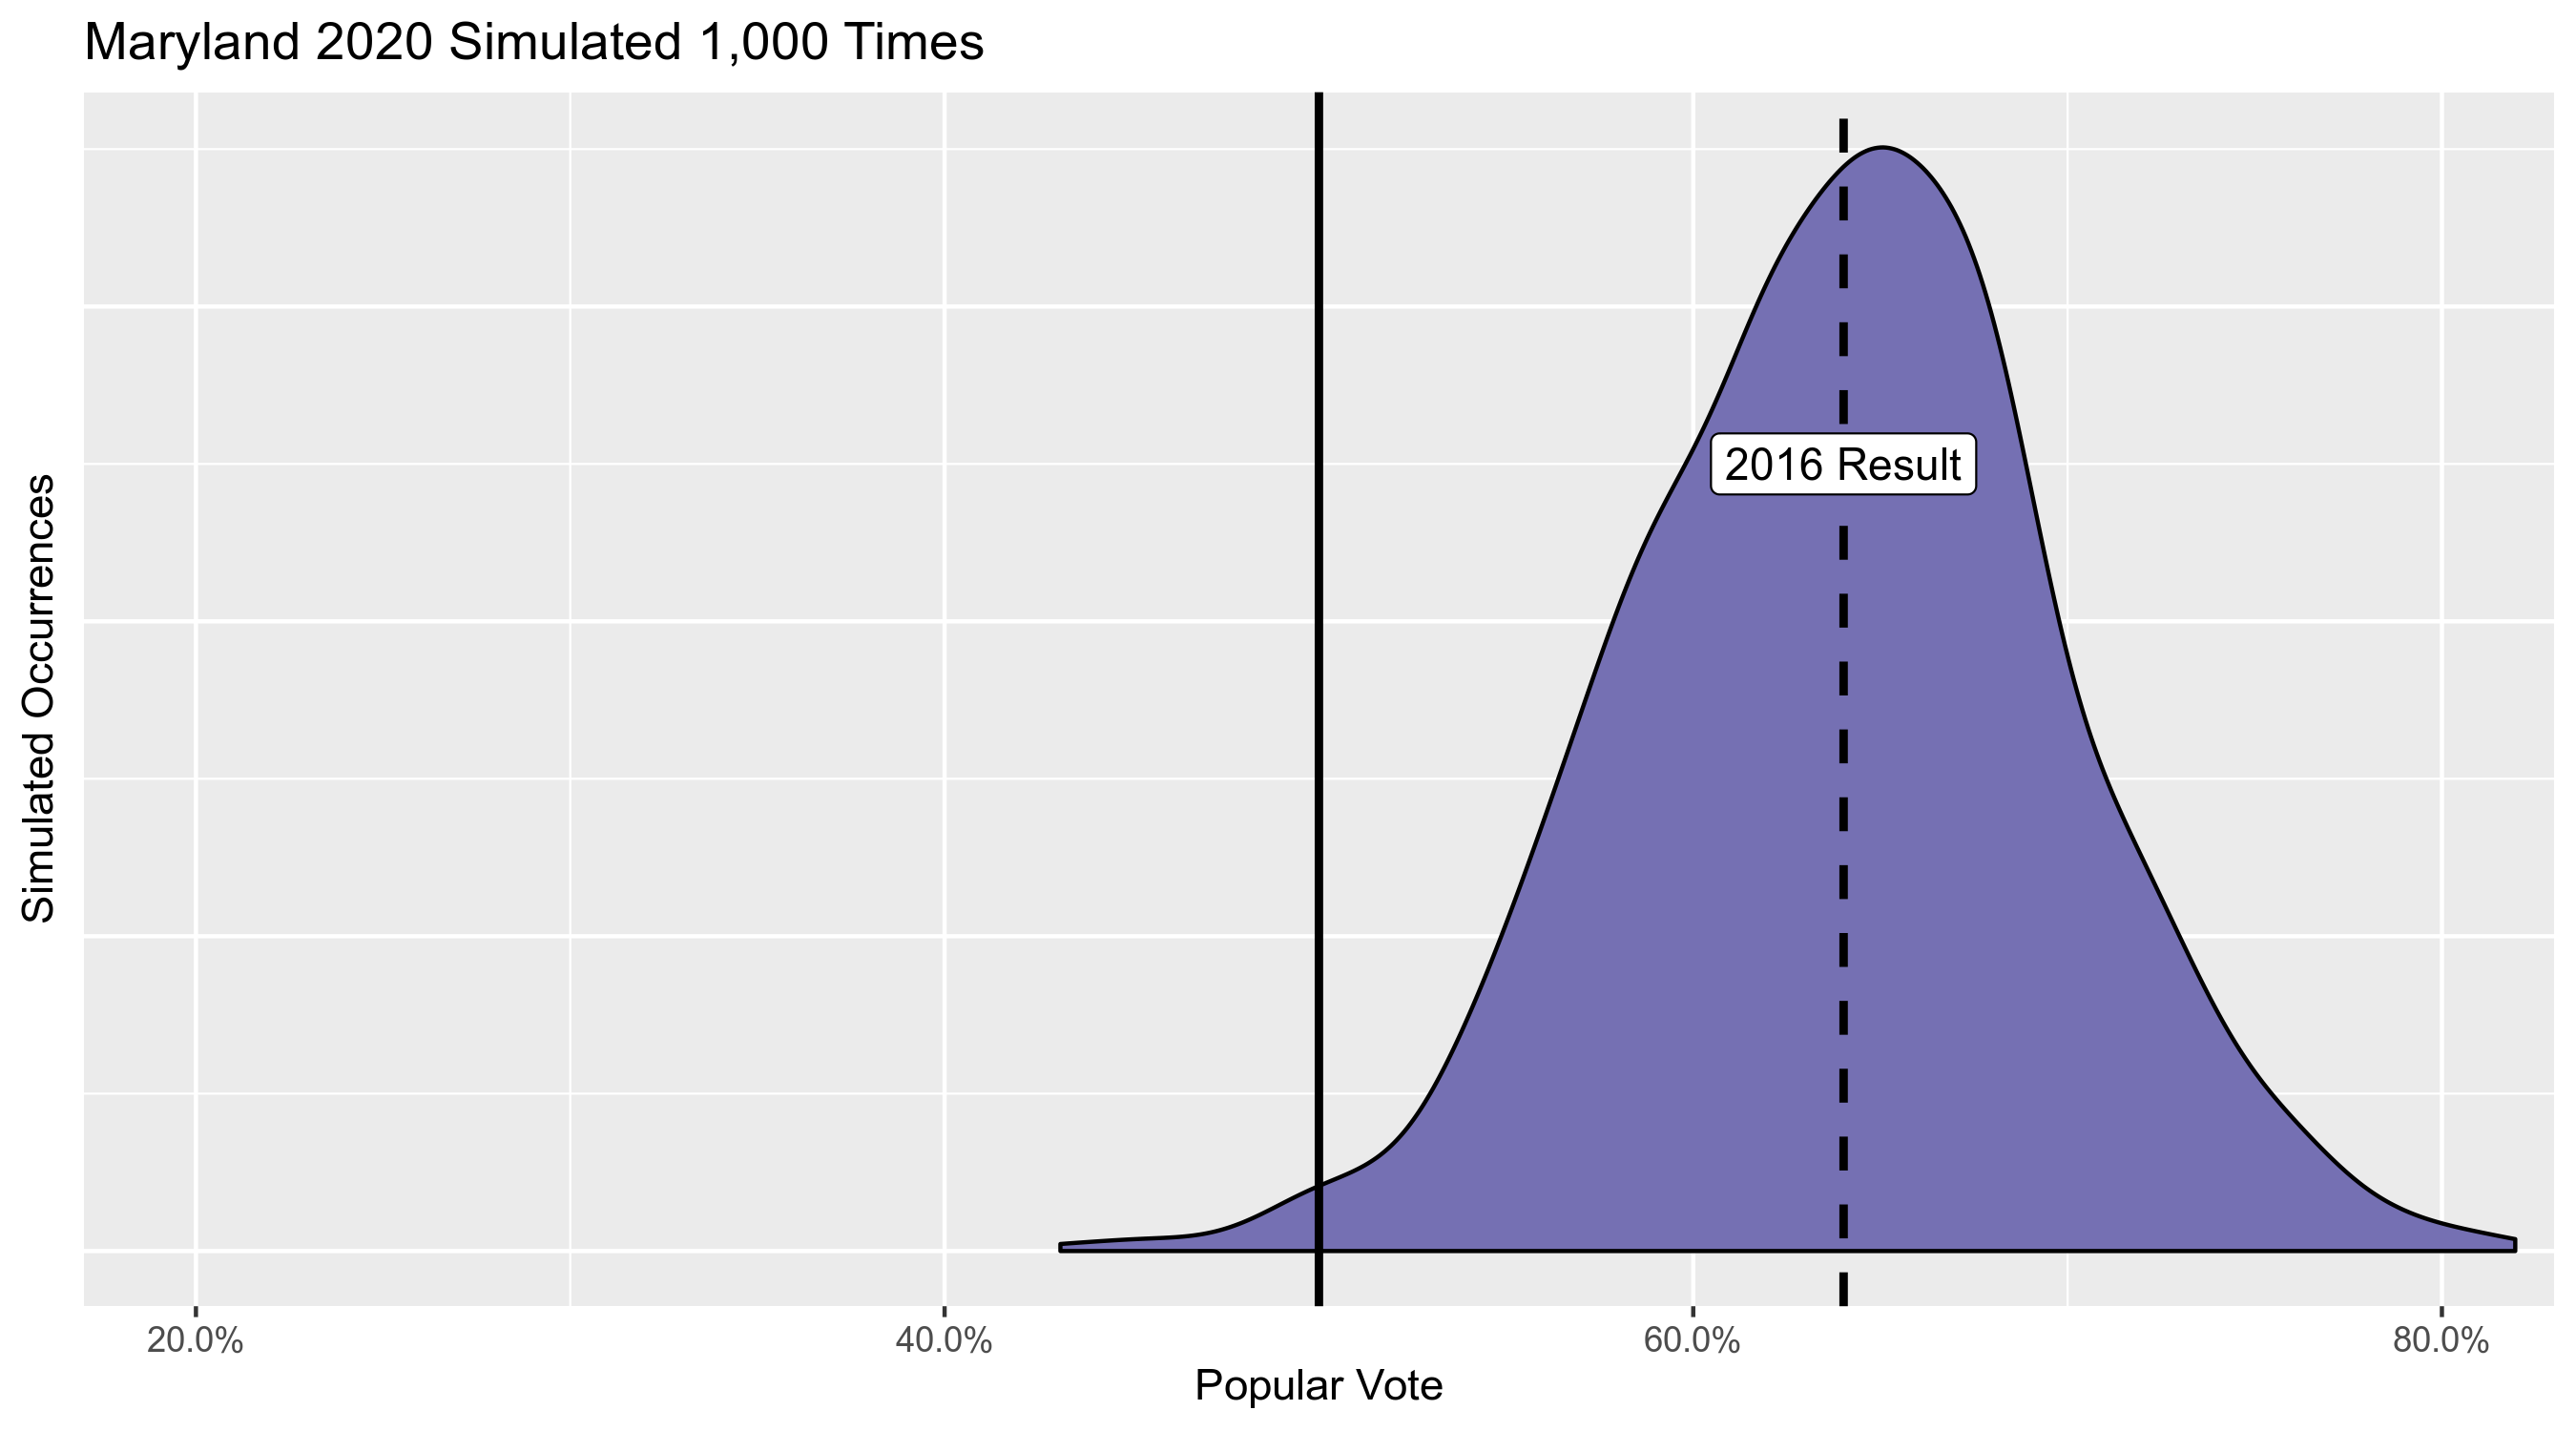 Maryland 2020 Simulated 1,000 Times
Simulated Occurrences
2016 Result
20.0%
40.0%
60.0%
80.0%
Popular Vote